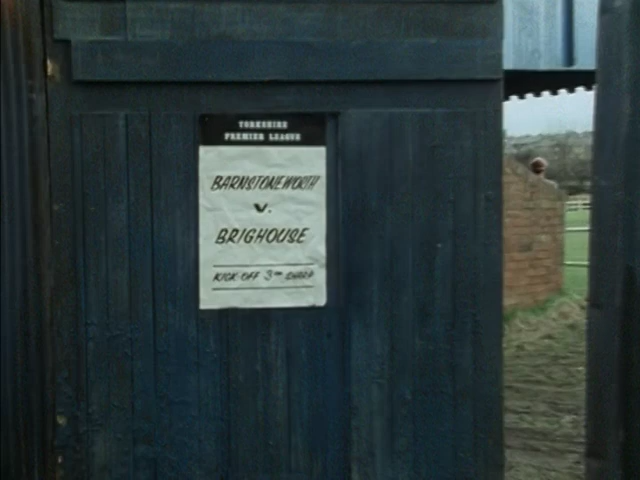 YORKSHIRE
PREMIER LEAGUE
BARNSTONEWORTH
V.
BRIGHOUSE
KICK-OFF 3PM SHARP